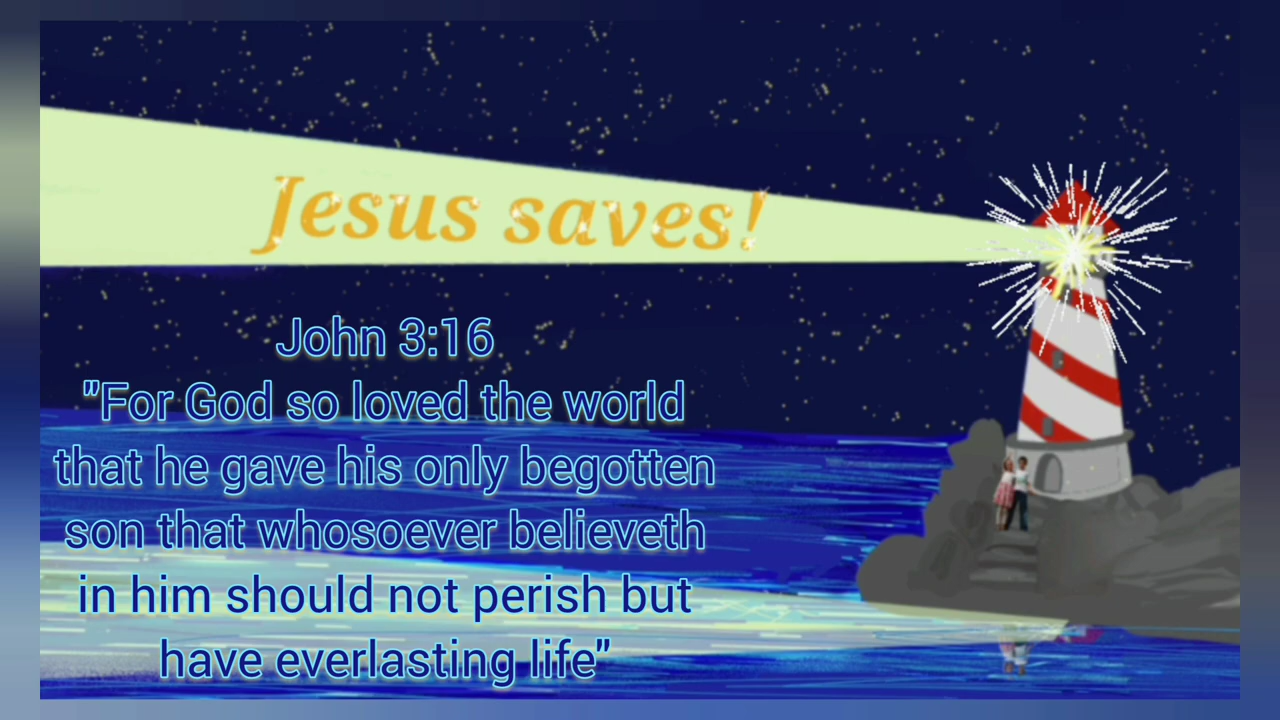 Jesus saves!
John 3:16
"For God so loved the world
that he gave his only begotten
son that whosoever believeth
in him should not perish but
have everlasting life"